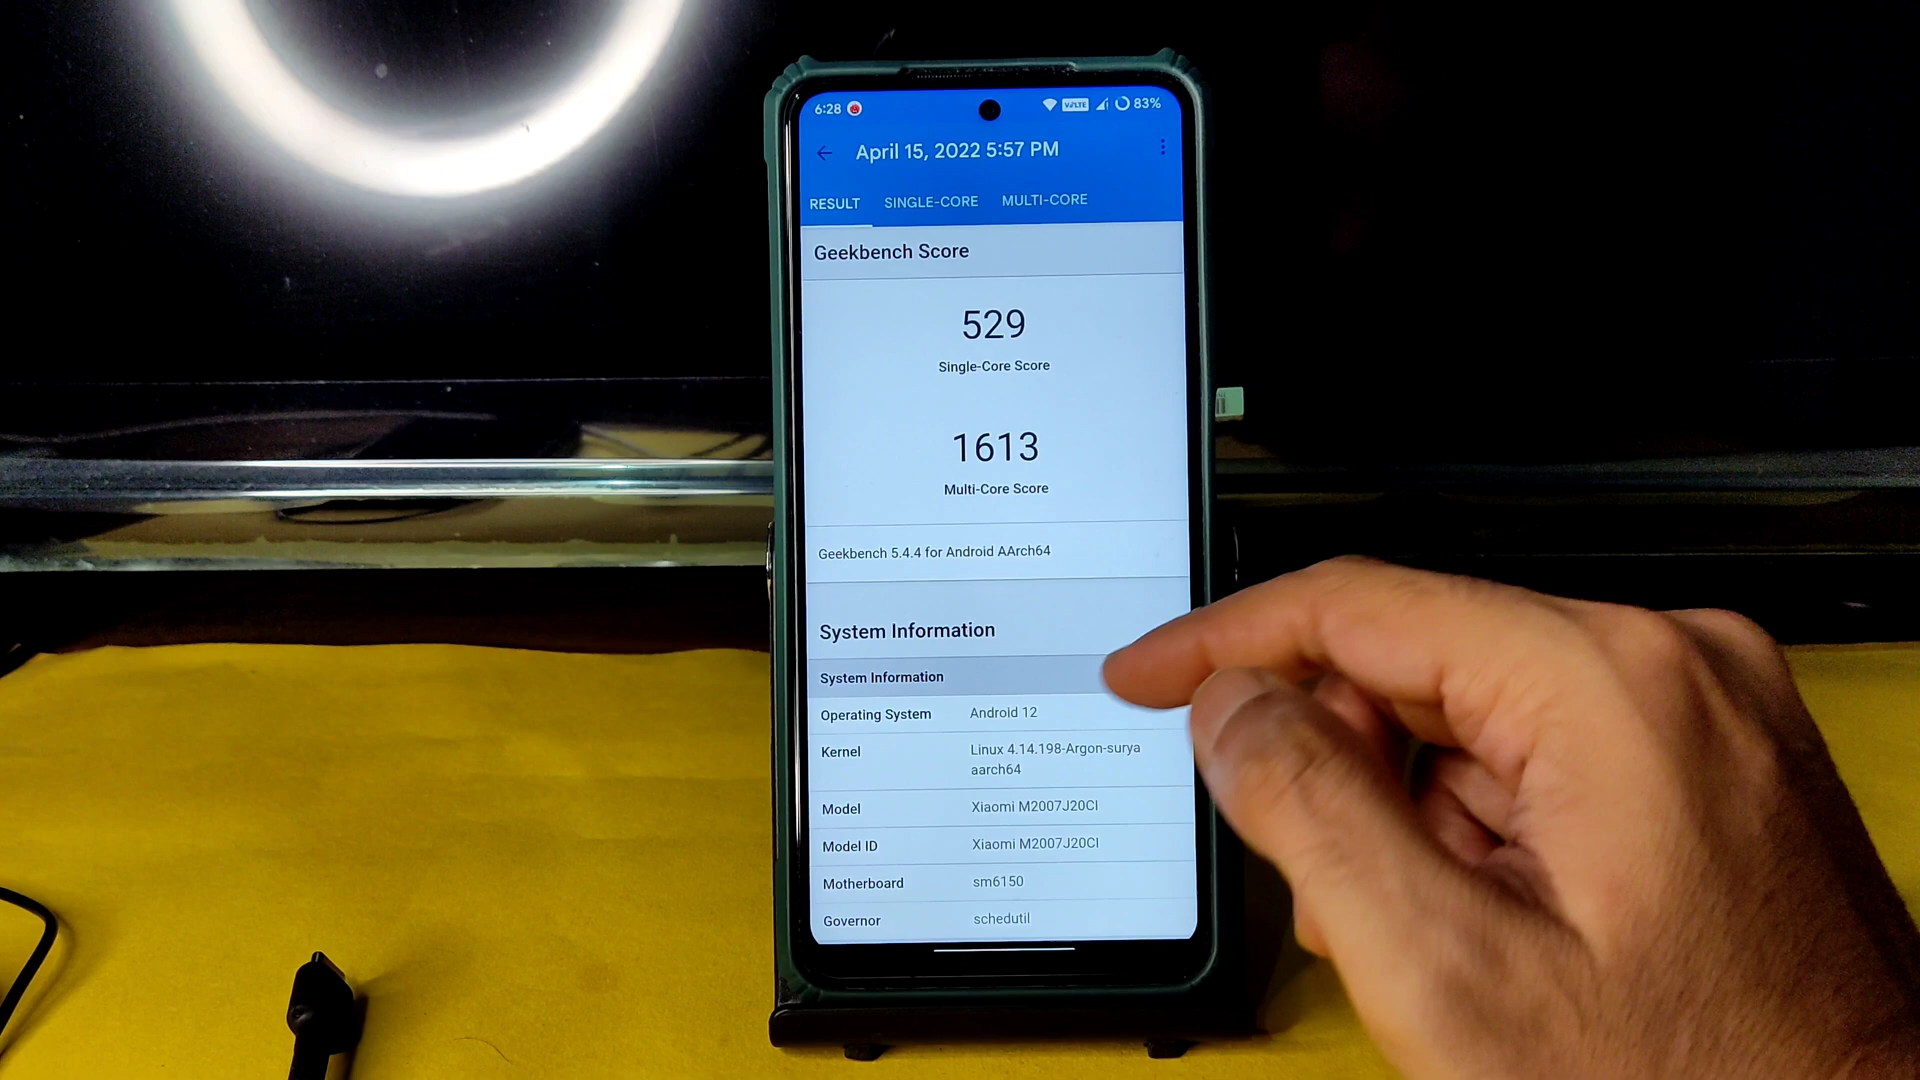 6:28 VoLTE 83%
April 15, 2022 5:57 PM
RESULT SINGLE-CORE MULTI-CORE
Geekbench Score
529
Single-Core Score
1613
Multi-Core Score
Geekbench 5.4.4 for Android AArch64
System Information
System Information
Operating System Android 12
Kernel Linux 4.14.198-Argon-surya
aarch64
Model Xiaomi M2007J20CI
Model ID Xiaomi M2007J20CI
Motherboard sm6150
Governor schedutil